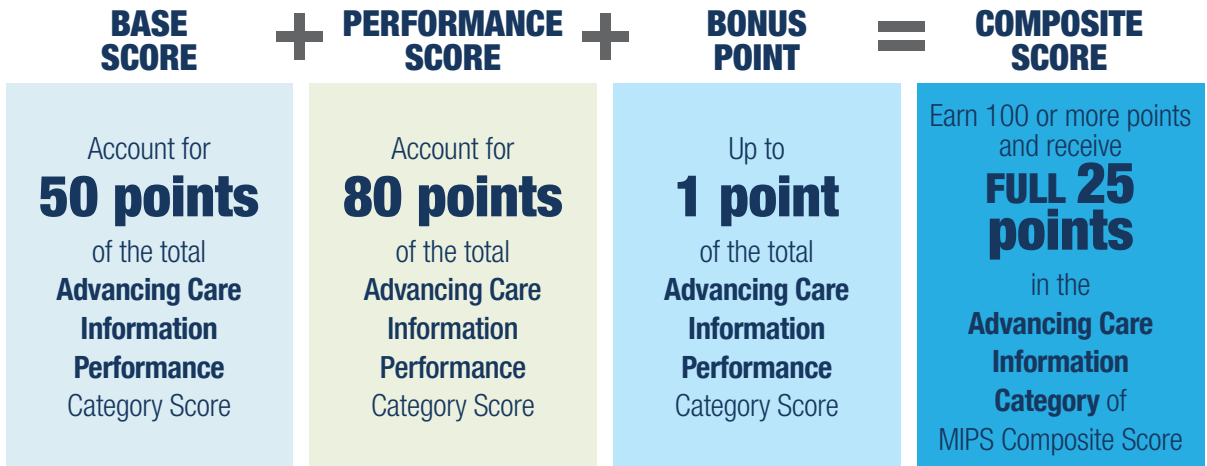 BASE
SCORE
+
PERFORMANCE
SCORE
+
BONUS
POINT
=
COMPOSITE
SCORE
Account for
50 points
of the total
Advancing Care
Information
Performance
Category Score
Account for
80 points
of the total
Advancing Care
Information
Performance
Category Score
Up to
1 point
of the total
Advancing Care
Information
Performance
Category Score
Earn 100 or more points
and receive
FULL 25
points
in the
Advancing Care
Information
Category of
MIPS Composite Score